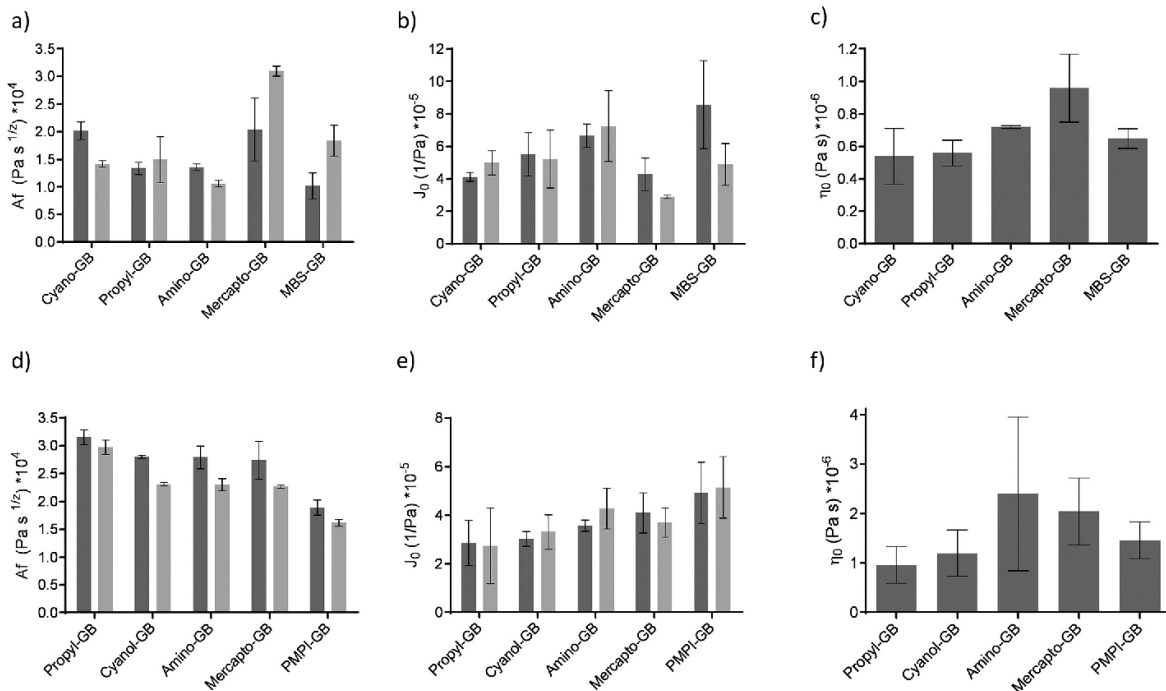 a)
Af (Pa s 1/2) *10^4
3.5
3.0
2.5
2.0
1.5
1.0
0.5
0.0
Cyano-GB
Propyl-GB
Amino-GB
Mercapto-GB
MBS-GB
b)
J₀ (1/Pa) *10^-5
12
10
8
6
4
2
0
Cyano-GB
Propyl-GB
Amino-GB
Mercapto-GB
MBS-GB
c)
η₀ (Pa s) *10^-6
1.2
1.0
0.8
0.6
0.4
0.2
0.0
Cyano-GB
Propyl-GB
Amino-GB
Mercapto-GB
MBS-GB
d)
Af (Pa s 1/2) *10^4
3.5
3.0
2.5
2.0
1.5
1.0
0.5
0.0
Propyl-GB
Cyanol-GB
Amino-GB
Mercapto-GB
PMPI-GB
e)
J₀ (1/Pa) *10^-5
8
6
4
2
0
Propyl-GB
Cyanol-GB
Amino-GB
Mercapto-GB
PMPI-GB
f)
η₀ (Pa s) *10^-6
4
3
2
1
0
Propyl-GB
Cyanol-GB
Amino-GB
Mercapto-GB
PMPI-GB